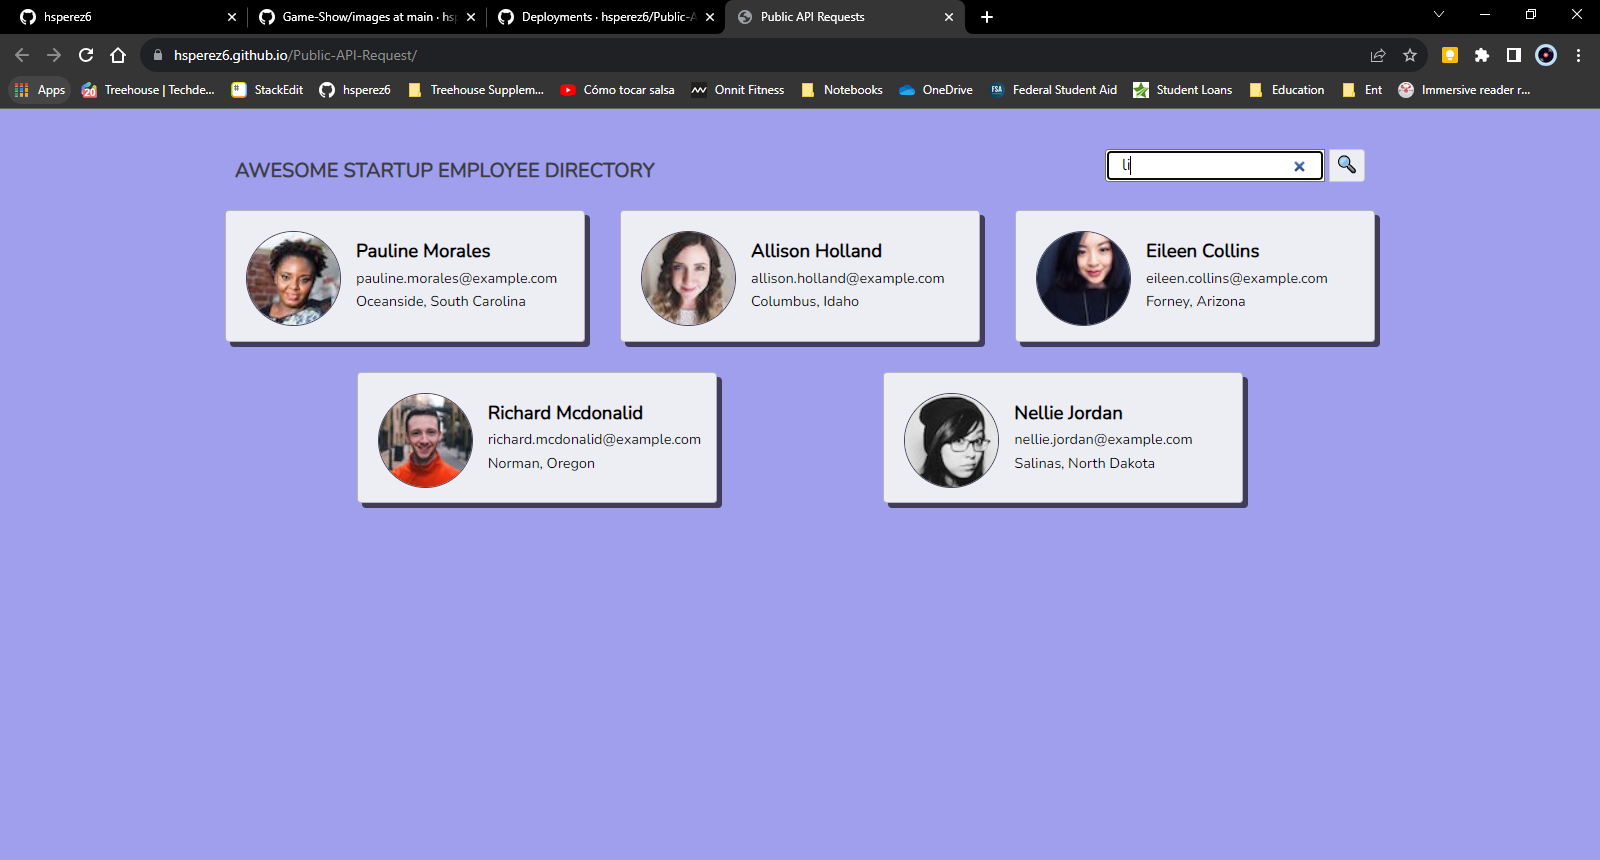 hsperez6
Game-Show/images at main · hsp
Deployments · hsperez6/Public-A
Public API Requests
hsperez6.github.io/Public-API-Request/
Apps
20
Treehouse | Techde...
StackEdit
hsperez6
Treehouse Supplem...
Cómo tocar salsa
Onnit Fitness
Notebooks
OneDrive
FSA
Federal Student Aid
Student Loans
Education
Ent
Immersive reader r...
AWESOME STARTUP EMPLOYEE DIRECTORY
li
Pauline Morales
pauline.morales@example.com
Oceanside, South Carolina
Allison Holland
allison.holland@example.com
Columbus, Idaho
Eileen Collins
eileen.collins@example.com
Forney, Arizona
Richard Mcdonalid
richard.mcdonalid@example.com
Norman, Oregon
Nellie Jordan
nellie.jordan@example.com
Salinas, North Dakota